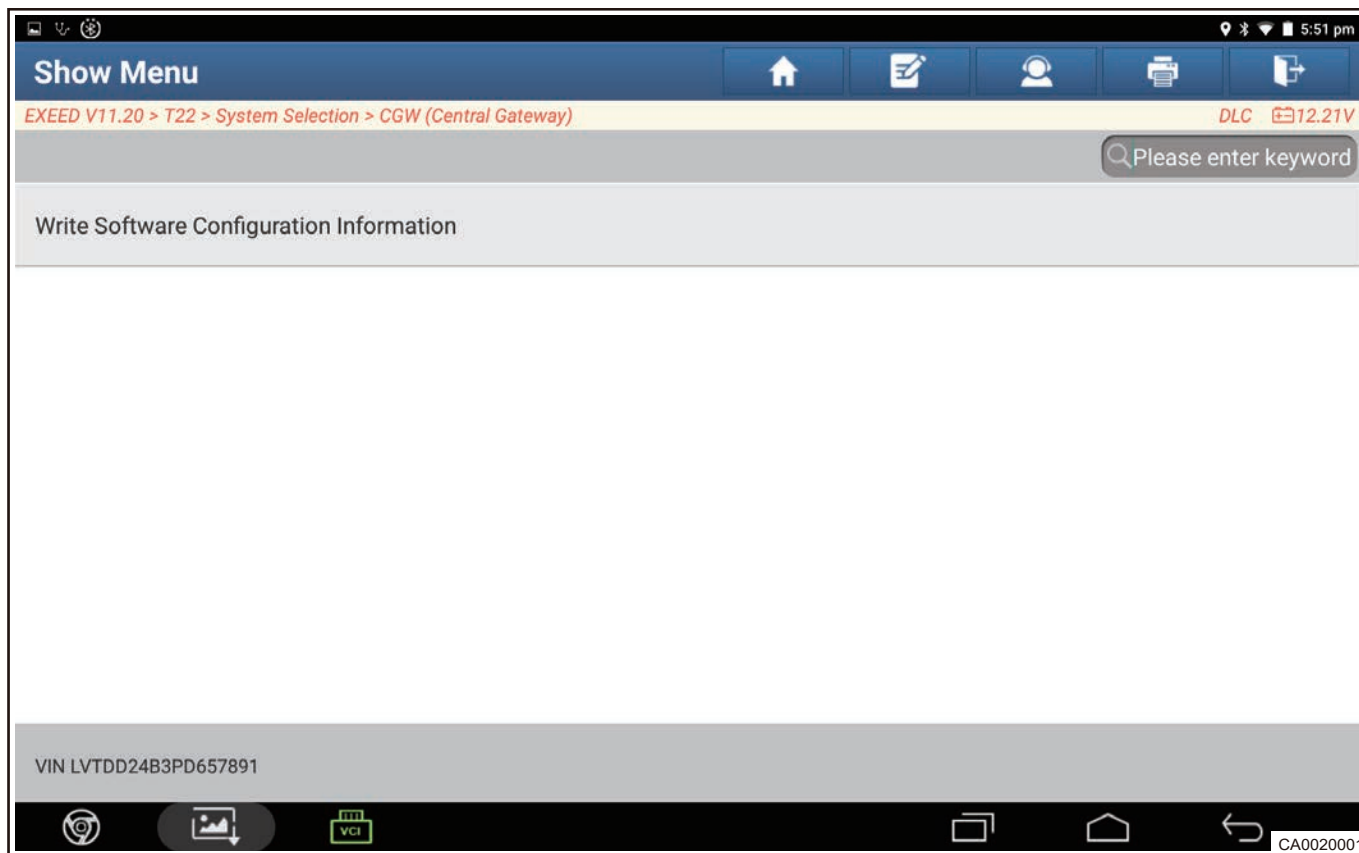 5:51 pm
Show Menu
EXEED V11.20 > T22 > System Selection > CGW (Central Gateway)
DLC 12.21V
Please enter keyword
Write Software Configuration Information
VIN LVTDD24B3PD657891
VCI
CA002000